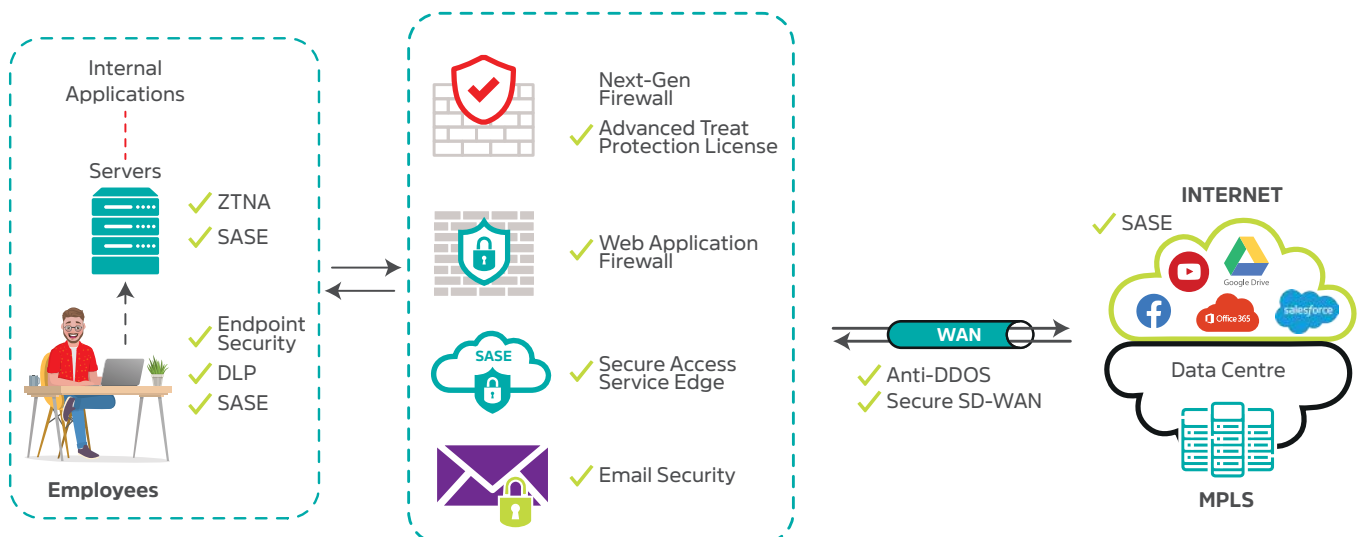 Internal
Applications
Servers
ZTNA
SASE
Endpoint
Security
DLP
SASE
Employees
Next-Gen
Firewall
Advanced Treat
Protection License
Web Application
Firewall
SASE
Secure Access
Service Edge
Email Security
WAN
Anti-DDOS
Secure SD-WAN
INTERNET
SASE
Google Drive
Office 365
salesforce
Data Centre
MPLS